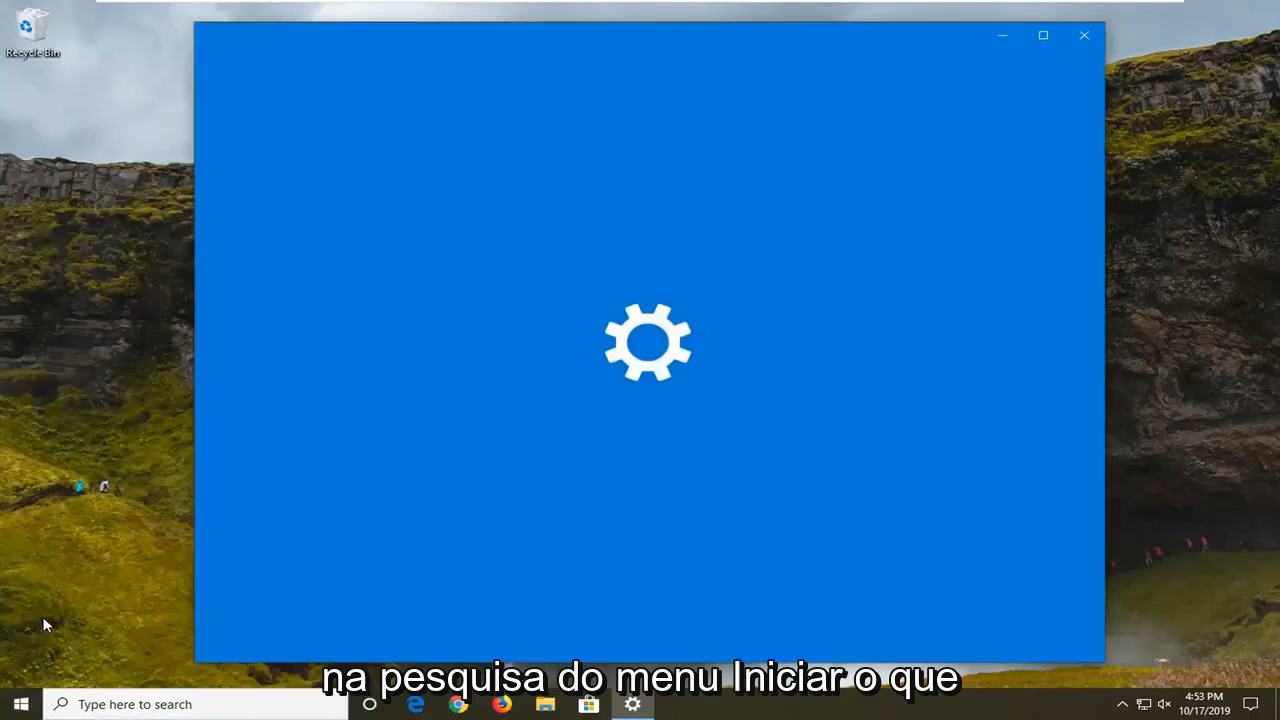 Recycle Bin
na pesquisa do menu Iniciar o que
Type here to search
4:53 PM
10/17/2019